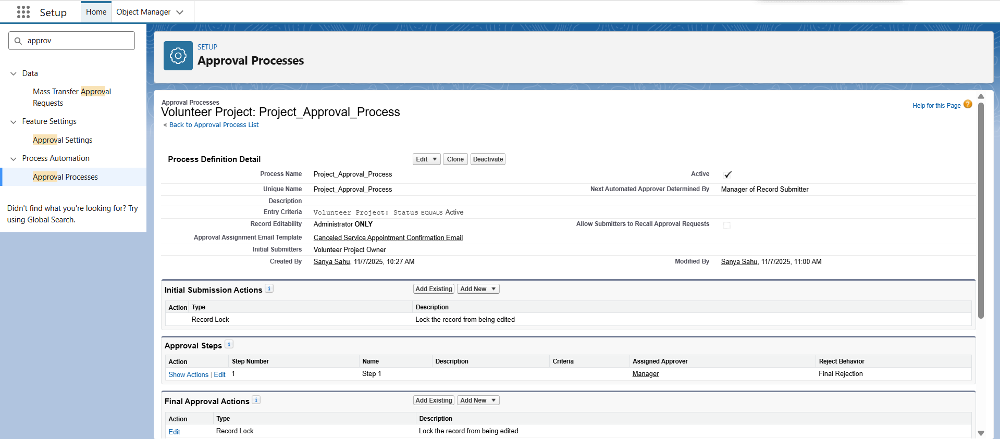 Setup
Home
Object Manager
approv
Data
Mass Transfer Approval
Requests
Feature Settings
Approval Settings
Process Automation
Approval Processes
Didn't find what you're looking for? Try
using Global Search.
SETUP
Approval Processes
Approval Processes
Volunteer Project: Project_Approval_Process
« Back to Approval Process List
Help for this Page ?
Process Definition Detail
Edit Clone Deactivate
Process Name Project_Approval_Process Active
Unique Name Project_Approval_Process Next Automated Approver Determined By Manager of Record Submitter
Description
Entry Criteria Volunteer Project: Status EQUALS Active
Record Editability Administrator ONLY Allow Submitters to Recall Approval Requests
Approval Assignment Email Template Canceled Service Appointment Confirmation Email
Initial Submitters Volunteer Project Owner
Created By Sanya Sahu, 11/7/2025, 10:27 AM Modified By Sanya Sahu, 11/7/2025, 11:00 AM
Initial Submission Actions i Add Existing Add New
Action Type Description
Record Lock Lock the record from being edited
Approval Steps i
Action Step Number Name Description Criteria Assigned Approver Reject Behavior
Show Actions | Edit 1 Step 1 Manager Final Rejection
Final Approval Actions i Add Existing Add New
Action Type Description
Edit Record Lock Lock the record from being edited